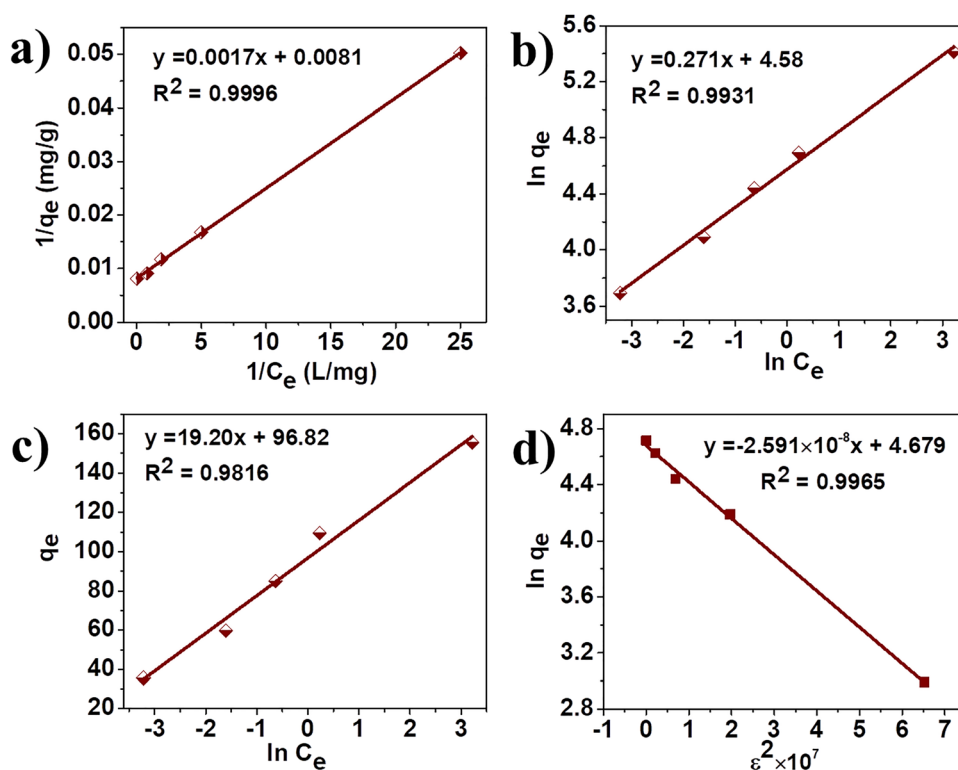 a)
y =0.0017x + 0.0081
R² = 0.9996
0.05
0.04
0.03
0.02
0.01
0.00
1/qₑ (mg/g)
0 5 10 15 20 25
1/Cₑ (L/mg)
b)
y =0.271x + 4.58
R² = 0.9931
5.6
5.2
4.8
4.4
4.0
3.6
ln qₑ
-3 -2 -1 0 1 2 3
ln Cₑ
c)
y =19.20x + 96.82
R² = 0.9816
160
140
120
100
80
60
40
20
qₑ
-3 -2 -1 0 1 2 3
ln Cₑ
d)
y =-2.591×10⁻⁸x + 4.679
R² = 0.9965
4.8
4.4
4.0
3.6
3.2
2.8
ln qₑ
-1 0 1 2 3 4 5 6 7
ε²×10⁷